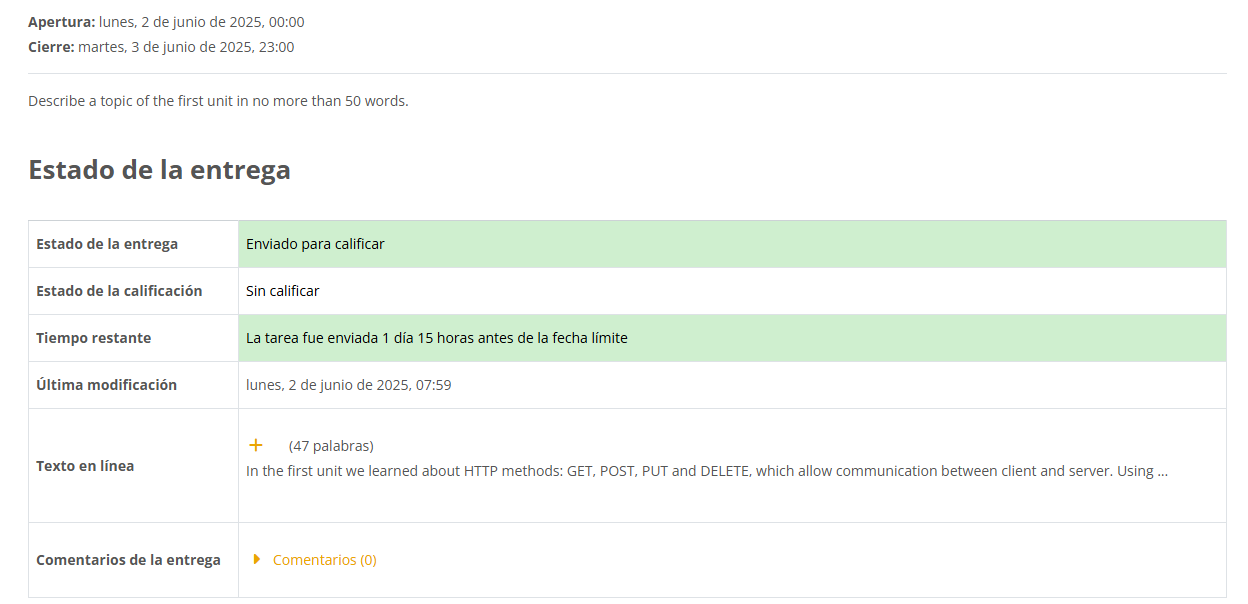 Apertura: lunes, 2 de junio de 2025, 00:00
Cierre: martes, 3 de junio de 2025, 23:00
Describe a topic of the first unit in no more than 50 words.
Estado de la entrega
Estado de la entrega Enviado para calificar
Estado de la calificación Sin calificar
Tiempo restante La tarea fue enviada 1 día 15 horas antes de la fecha límite
Última modificación lunes, 2 de junio de 2025, 07:59
Texto en línea
(47 palabras)
In the first unit we learned about HTTP methods: GET, POST, PUT and DELETE, which allow communication between client and server. Using ...
Comentarios de la entrega Comentarios (0)